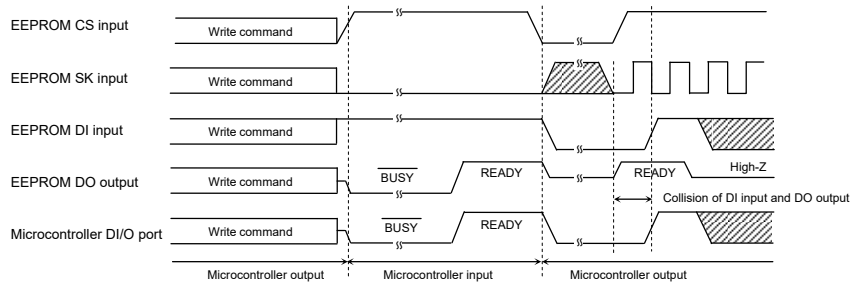 EEPROM CS input
Write command
EEPROM SK input
Write command
EEPROM DI input
Write command
EEPROM DO output
Write command
BUSY
READY
READY
High-Z
Collision of DI input and DO output
Microcontroller DI/O port
Write command
BUSY
READY
Microcontroller output
Microcontroller input
Microcontroller output